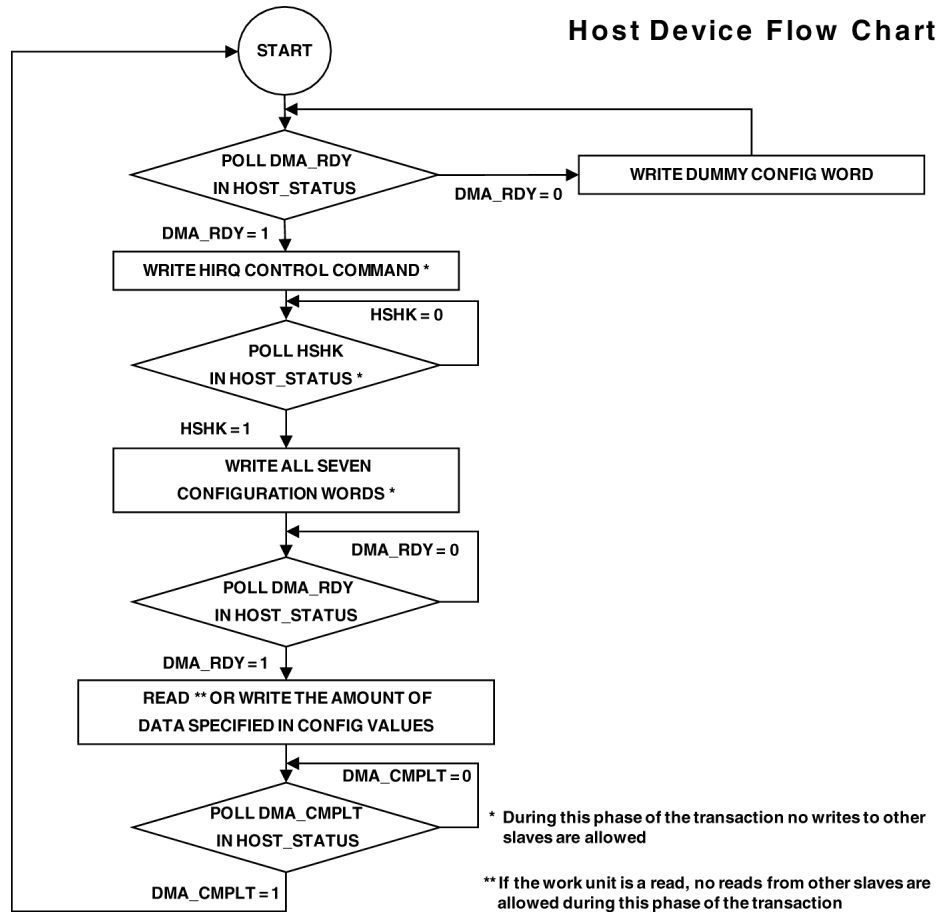 Host Device Flow Chart
START
POLL DMA_RDY
IN HOST_STATUS
DMA_RDY = 0
WRITE DUMMY CONFIG WORD
DMA_RDY = 1
WRITE HIRQ CONTROL COMMAND *
HSHK = 0
POLL HSHK
IN HOST_STATUS *
HSHK = 1
WRITE ALL SEVEN
CONFIGURATION WORDS *
DMA_RDY = 0
POLL DMA_RDY
IN HOST_STATUS
DMA_RDY = 1
READ ** OR WRITE THE AMOUNT OF
DATA SPECIFIED IN CONFIG VALUES
DMA_CMPLT = 0
POLL DMA_CMPLT
IN HOST_STATUS
DMA_CMPLT = 1
* During this phase of the transaction no writes to other
slaves are allowed
** If the work unit is a read, no reads from other slaves are
allowed during this phase of the transaction